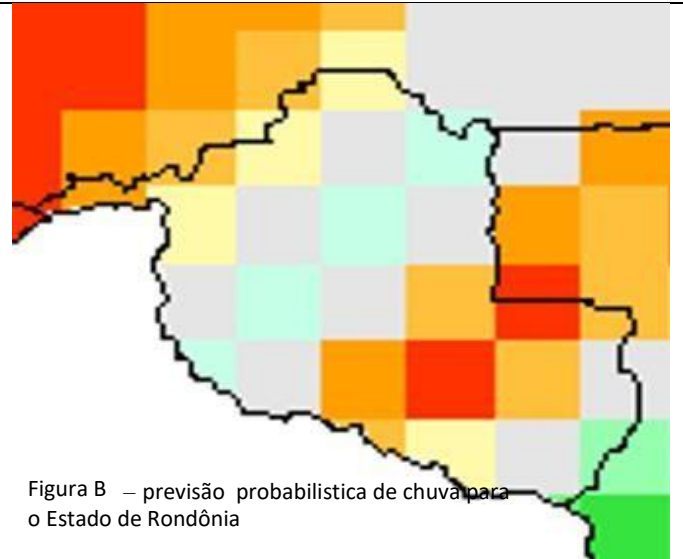 Figura B – previsão probabilistica de chuva para
o Estado de Rondônia